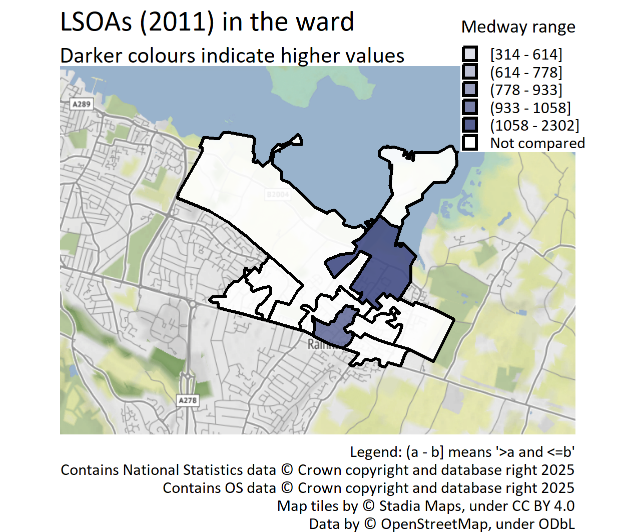 LSOAs (2011) in the ward
Darker colours indicate higher values
Medway range
[314 - 614]
(614 - 778]
(778 - 933]
(933 - 1058]
(1058 - 2302]
Not compared
A289
A278
Legend: (a - b] means '>a and <=b'
Contains National Statistics data © Crown copyright and database right 2025
Contains OS data © Crown copyright and database right 2025
Map tiles by © Stadia Maps, under CC BY 4.0
Data by © OpenStreetMap, under ODbL